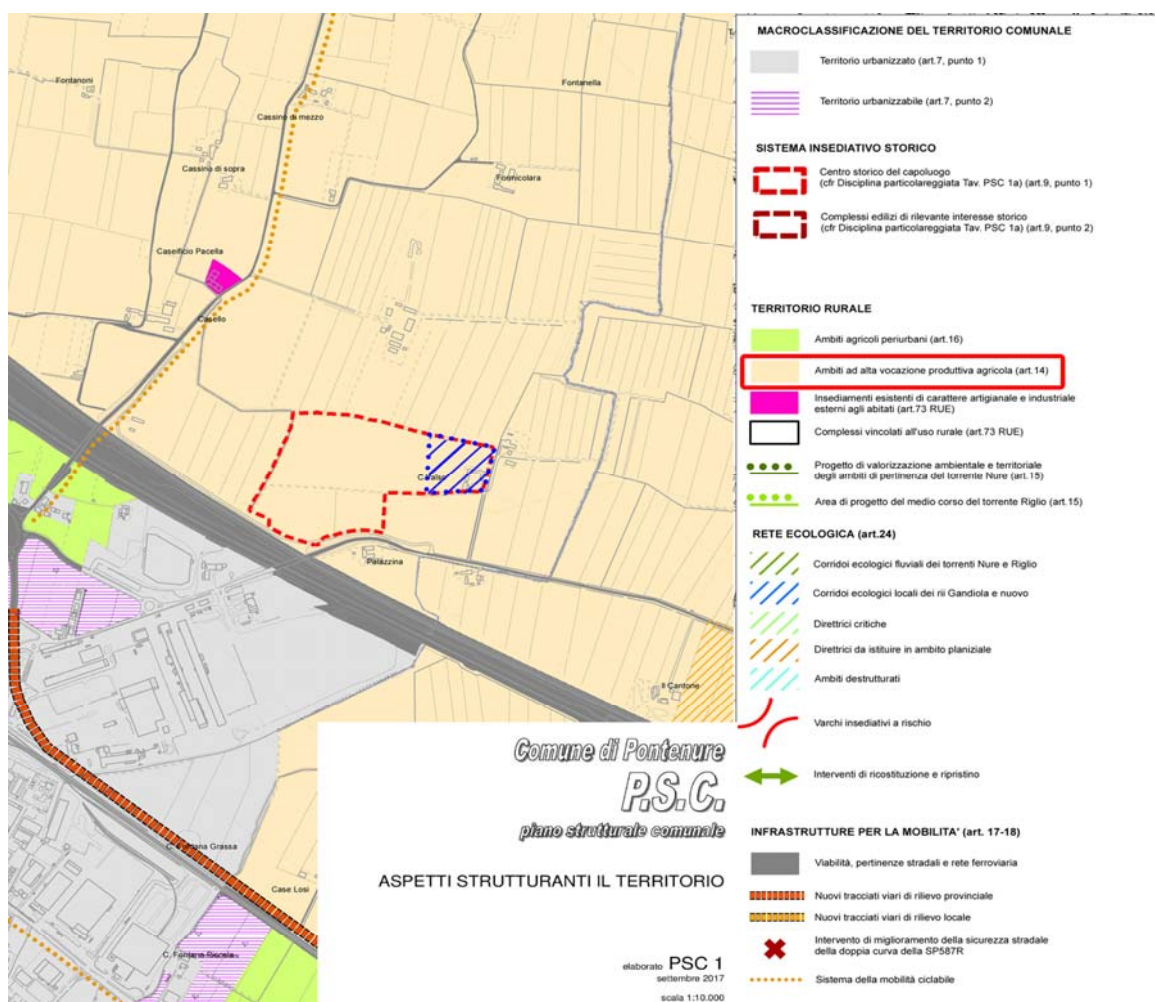 Fontanoni
Fontanella
Cassino di mezzo
Cassino di sopra
Formicolara
Caseificio Pacella
Casello
Palazzina
Il Cantone
Case Losi
Comune di Pontenure
P.S.C.
piano strutturale comunale
ASPETTI STRUTTURANTI IL TERRITORIO
elaborato PSC 1
settembre 2017
scala 1:10.000
MACROCLASSIFICAZIONE DEL TERRITORIO COMUNALE
Territorio urbanizzato (art.7, punto 1)
Territorio urbanizzabile (art.7, punto 2)
SISTEMA INSEDIATIVO STORICO
Centro storico del capoluogo
(cfr Disciplina particolareggiata Tav. PSC 1a) (art.9, punto 1)
Complessi edilizi di rilevante interesse storico
(cfr Disciplina particolareggiata Tav. PSC 1a) (art.9, punto 2)
TERRITORIO RURALE
Ambiti agricoli periurbani (art.16)
Ambiti ad alta vocazione produttiva agricola (art.14)
Insediamenti esistenti di carattere artigianale e industriale
esterni agli abitati (art.73 RUE)
Complessi vincolati all'uso rurale (art.73 RUE)
Progetto di valorizzazione ambientale e territoriale
degli ambiti di pertinenza del torrente Nure (art.15)
Area di progetto del medio corso del torrente Riglio (art.15)
RETE ECOLOGICA (art.24)
Corridoi ecologici fluviali dei torrenti Nure e Riglio
Corridoi ecologici locali dei rii Gandiola e nuovo
Direttrici critiche
Direttrici da istituire in ambito planiziale
Ambiti destrutturati
Varchi insediativi a rischio
Interventi di ricostituzione e ripristino
INFRASTRUTTURE PER LA MOBILITA' (art. 17-18)
Viabilità, pertinenze stradali e rete ferroviaria
Nuovi tracciati viari di rilievo provinciale
Nuovi tracciati viari di rilievo locale
Intervento di miglioramento della sicurezza stradale
della doppia curva della SP587R
Sistema della mobilità ciclabile